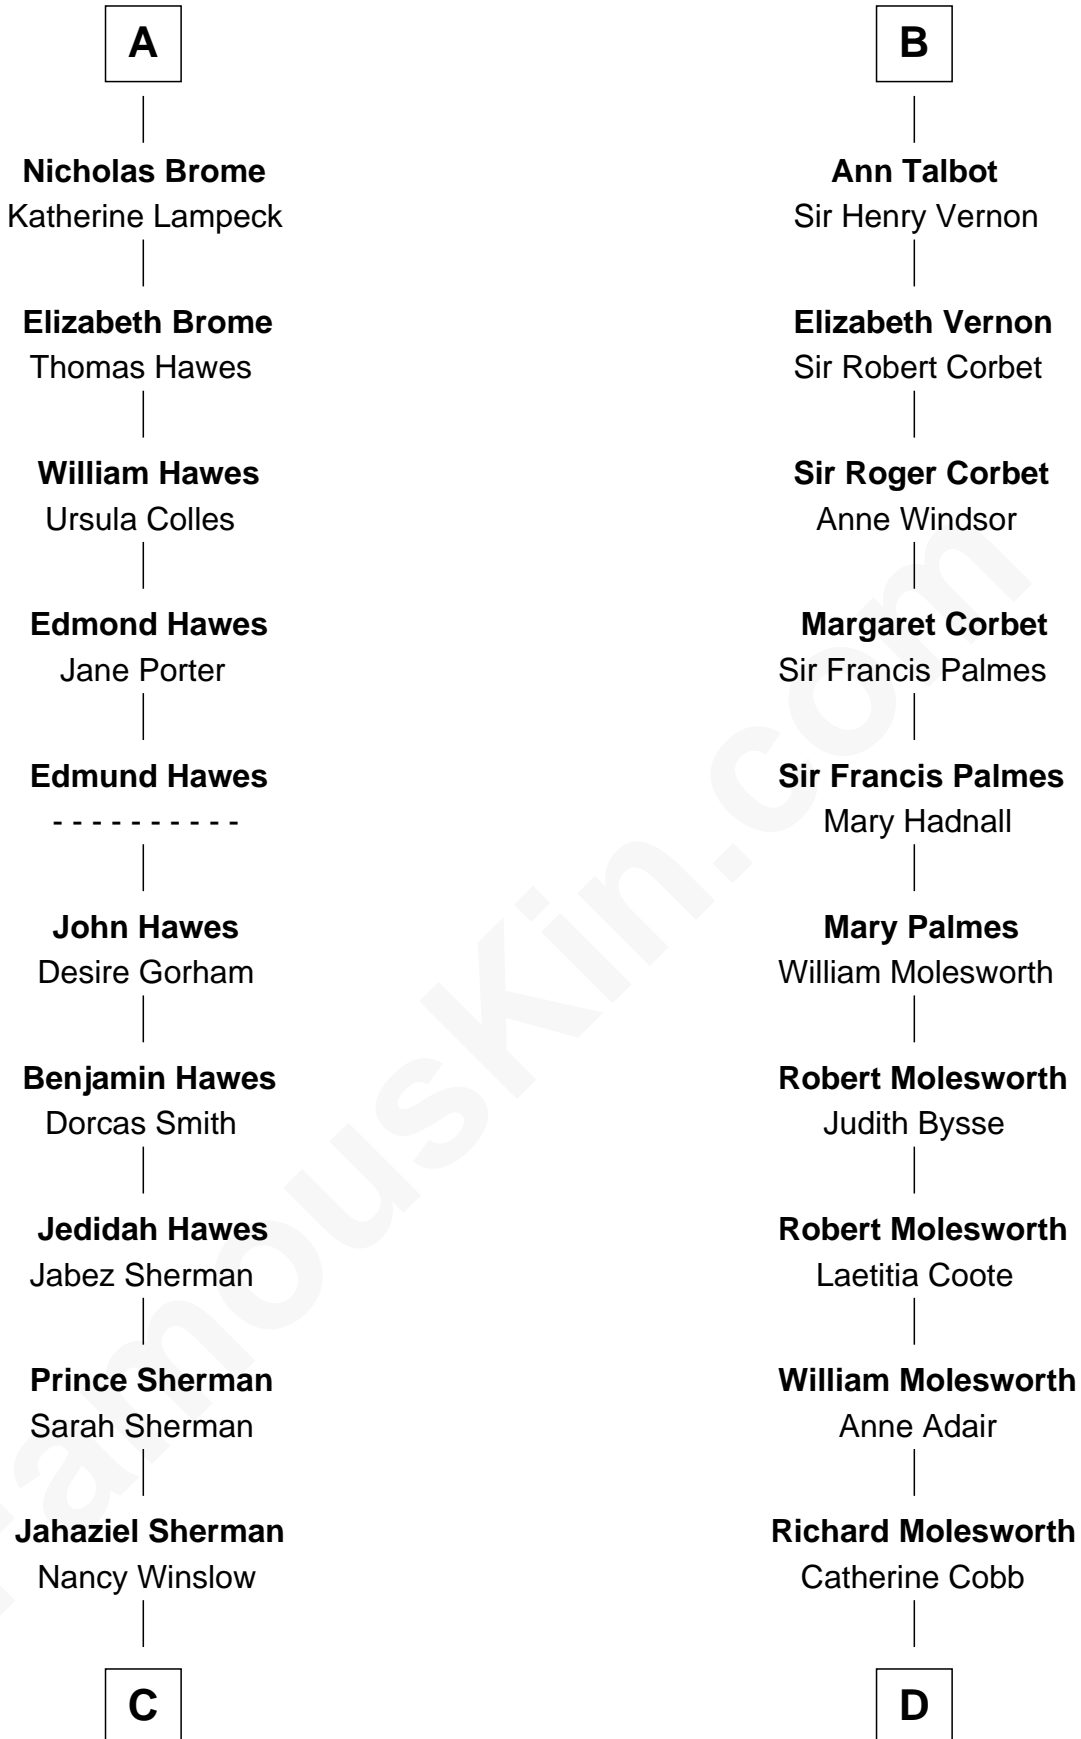 A
Nicholas Brome
Katherine Lampeck
Elizabeth Brome
Thomas Hawes
William Hawes
Ursula Colles
Edmond Hawes
Jane Porter
Edmund Hawes
- - - - - - - - - -
John Hawes
Desire Gorham
Benjamin Hawes
Dorcas Smith
Jedidah Hawes
Jabez Sherman
Prince Sherman
Sarah Sherman
Jahaziel Sherman
Nancy Winslow
C
B
Ann Talbot
Sir Henry Vernon
Elizabeth Vernon
Sir Robert Corbet
Sir Roger Corbet
Anne Windsor
Margaret Corbet
Sir Francis Palmes
Sir Francis Palmes
Mary Hadnall
Mary Palmes
William Molesworth
Robert Molesworth
Judith Bysse
Robert Molesworth
Laetitia Coote
William Molesworth
Anne Adair
Richard Molesworth
Catherine Cobb
D
FamousKin.com